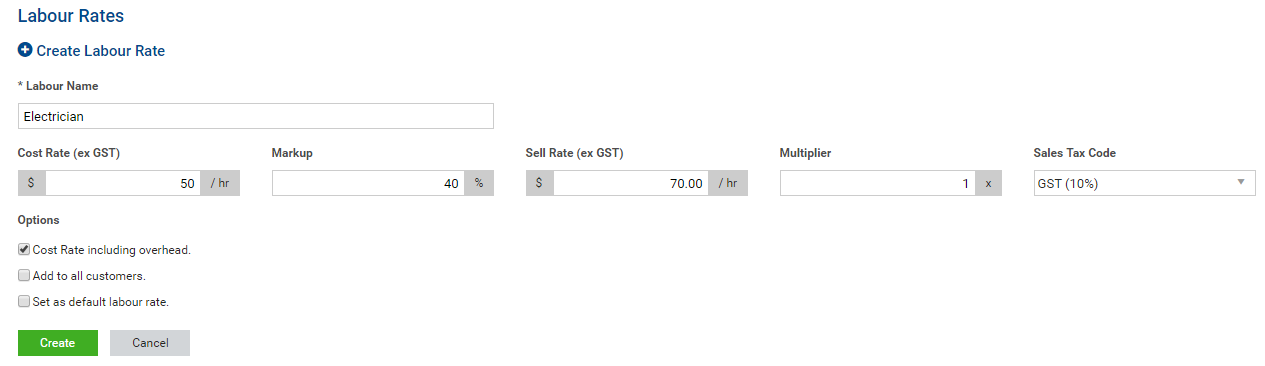 Labour Rates
Create Labour Rate
* Labour Name
Electrician
Cost Rate (ex GST) Markup Sell Rate (ex GST) Multiplier Sales Tax Code
$ 50 / hr 40 % $ 70.00 / hr 1 x GST (10%)
Options
Cost Rate including overhead.
Add to all customers.
Set as default labour rate.
Create Cancel